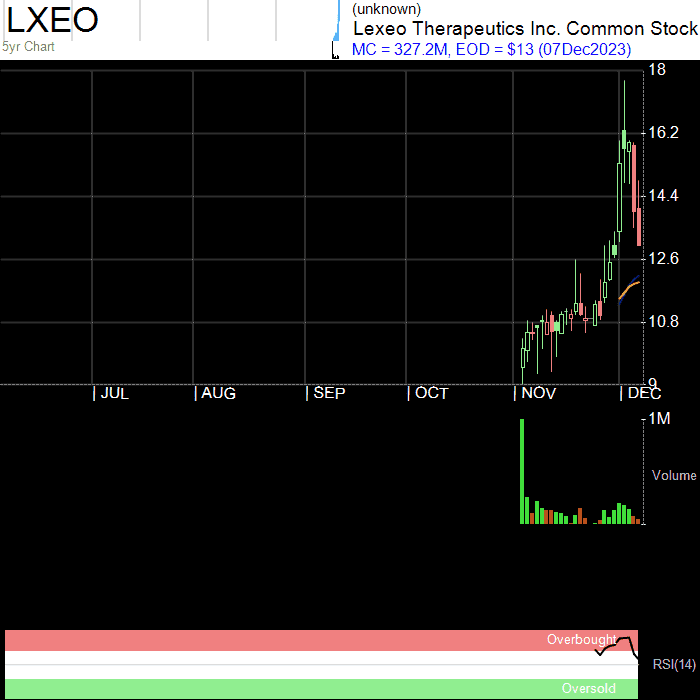 LXEO
5yr Chart
(unknown)
Lexeo Therapeutics Inc. Common Stock
MC = 327.2M, EOD = $13 (07Dec2023)
18
16.2
14.4
12.6
10.8
9
JUL AUG SEP OCT NOV DEC
1M
Volume
Overbought
RSI(14)
Oversold